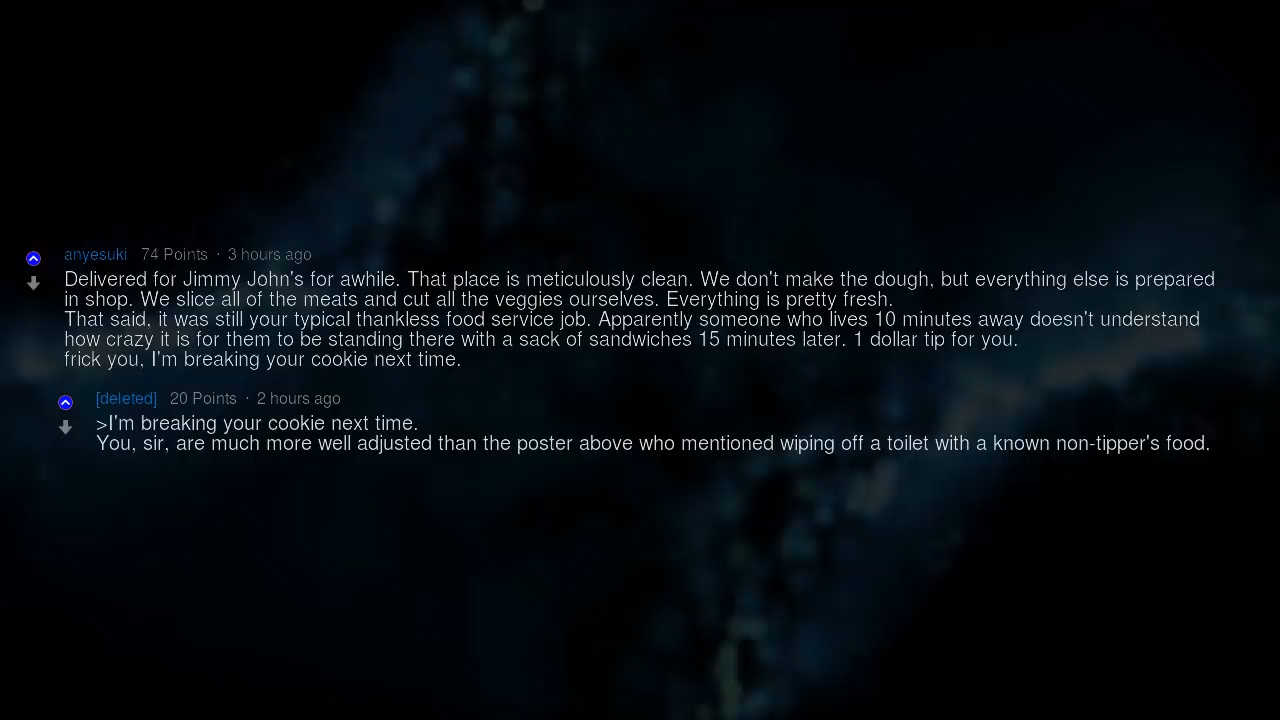 anyesuki 74 Points · 3 hours ago
Delivered for Jimmy John's for awhile. That place is meticulously clean. We don't make the dough, but everything else is prepared
in shop. We slice all of the meats and cut all the veggies ourselves. Everything is pretty fresh.
That said, it was still your typical thankless food service job. Apparently someone who lives 10 minutes away doesn't understand
how crazy it is for them to be standing there with a sack of sandwiches 15 minutes later. 1 dollar tip for you.
frick you, I'm breaking your cookie next time.
[deleted] 20 Points · 2 hours ago
>I'm breaking your cookie next time.
You, sir, are much more well adjusted than the poster above who mentioned wiping off a toilet with a known non-tipper's food.